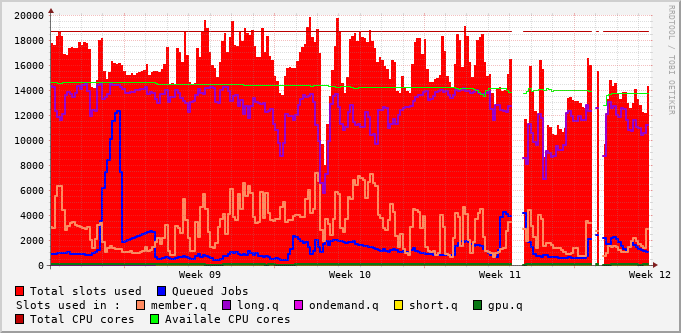 20000
18000
16000
14000
12000
10000
8000
6000
4000
2000
0
Week 09 Week 10 Week 11 Week 12
RRDTOOL / TOBI OETIKER
Total slots used Queued Jobs
Slots used in : member.q long.q ondemand.q short.q gpu.q
Total CPU cores Availale CPU cores